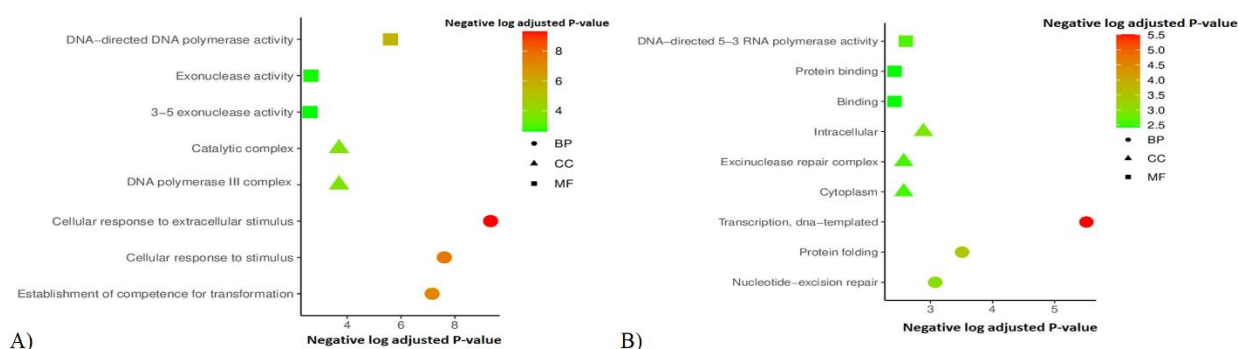 Negative log adjusted P-value
DNA-directed DNA polymerase activity
Exonuclease activity
3-5 exonuclease activity
Catalytic complex
DNA polymerase III complex
Cellular response to extracellular stimulus
Cellular response to stimulus
Establishment of competence for transformation
8
6
4
BP
CC
MF
4 6 8
Negative log adjusted P-value
A)
Negative log adjusted P-value
DNA-directed 5-3 RNA polymerase activity
Protein binding
Binding
Intracellular
Excinuclease repair complex
Cytoplasm
Transcription, dna-templated
Protein folding
Nucleotide-excision repair
5.5
5.0
4.5
4.0
3.5
3.0
2.5
BP
CC
MF
3 4 5
Negative log adjusted P-value
B)